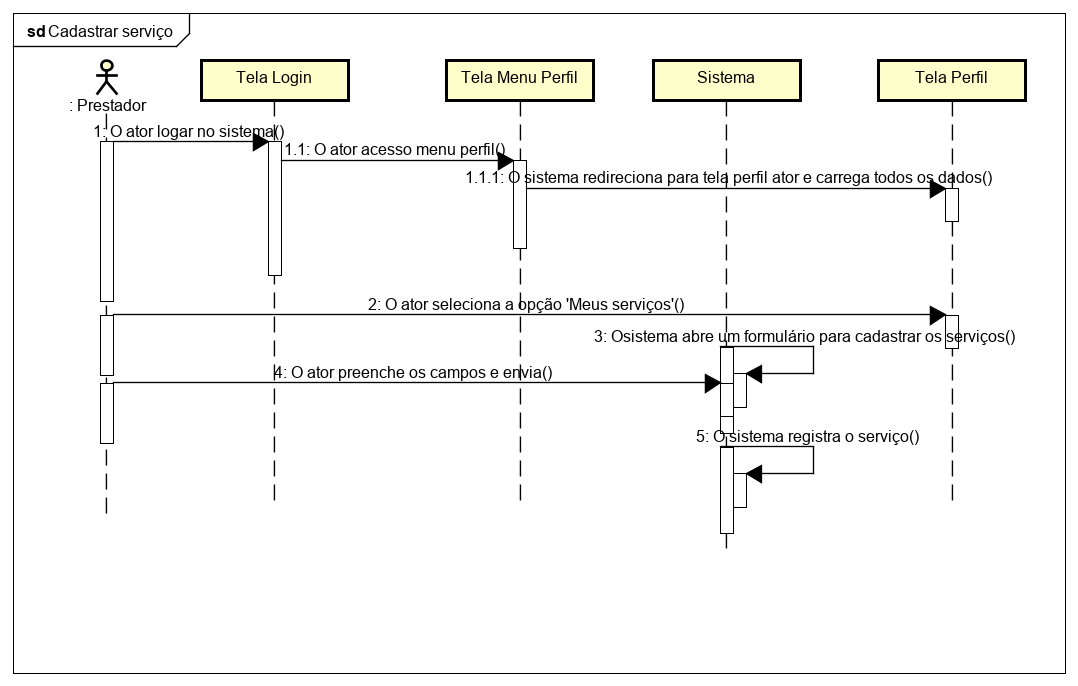 sd Cadastrar serviço
: Prestador
Tela Login
Tela Menu Perfil
Sistema
Tela Perfil
1: O ator logar no sistema()
1.1: O ator acesso menu perfil()
1.1.1: O sistema redireciona para tela perfil ator e carrega todos os dados()
2: O ator seleciona a opção 'Meus serviços'()
3: Osistema abre um formulário para cadastrar os serviços()
4: O ator preenche os campos e envia()
5: O sistema registra o serviço()